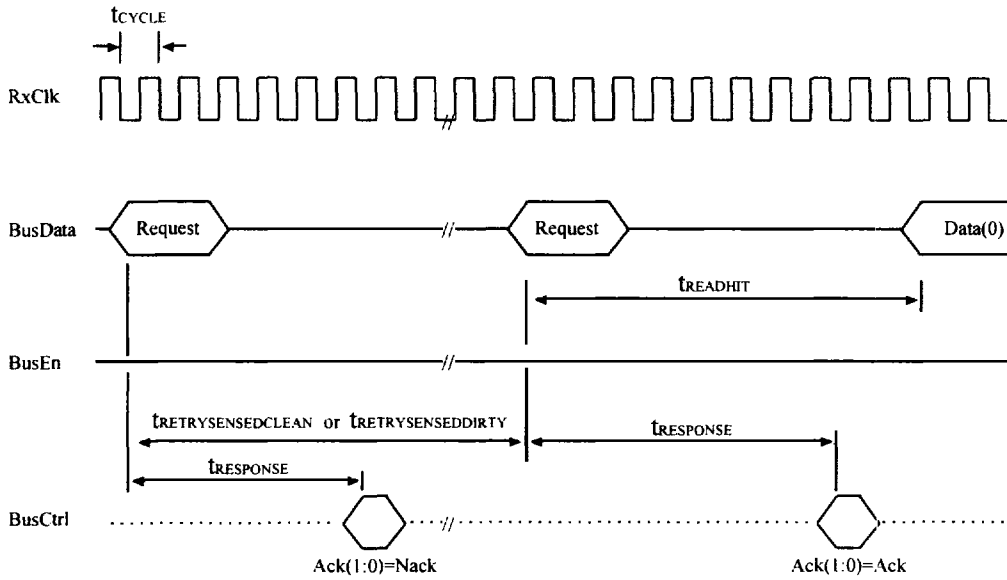 tCYCLE
RxClk
BusData
Request
Request
Data(0)
tREADHIT
BusEn
tRETRYSENSEDCLEAN or tRETRYSENSEDDIRTY
tRESPONSE
tRESPONSE
BusCtrl
Ack(1:0)=Nack
Ack(1:0)=Ack